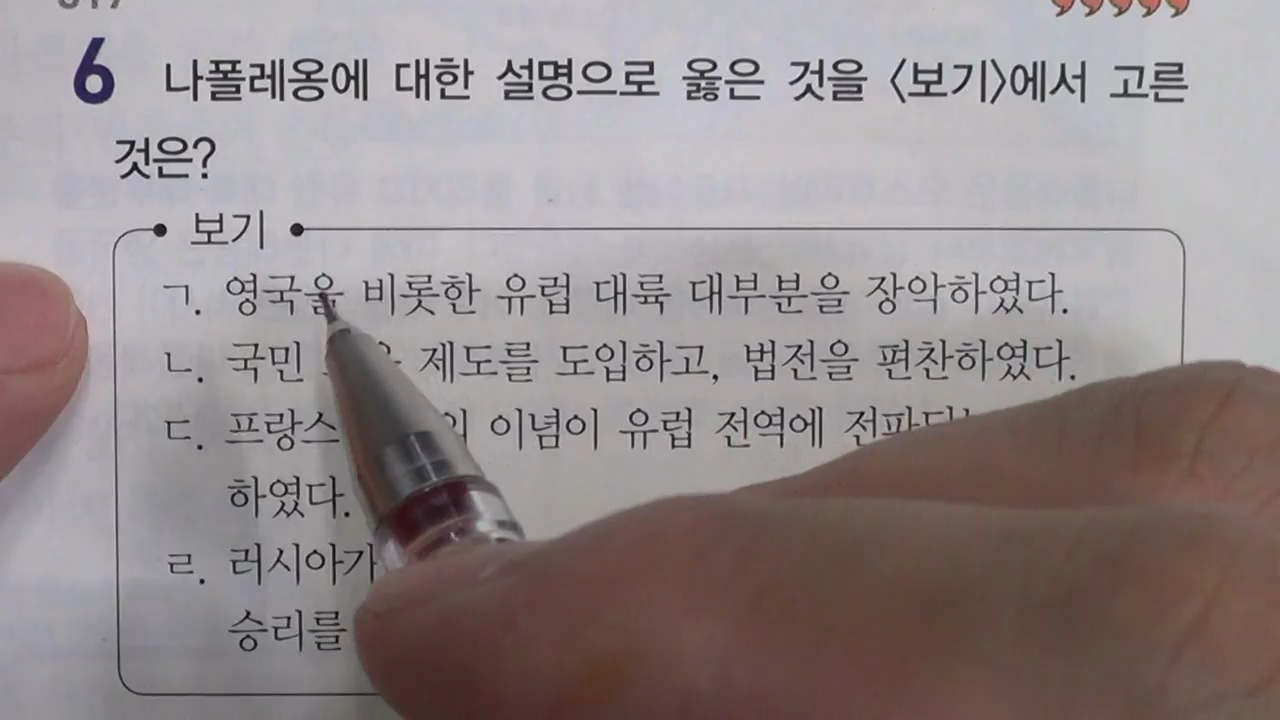 6 나폴레옹에 대한 설명으로 옳은 것을 〈보기〉에서 고른
것은?
보기
ㄱ. 영국을 비롯한 유럽 대륙 대부분을 장악하였다.
ㄴ. 국민 제도를 도입하고, 법전을 편찬하였다.
ㄷ. 프랑스 이념이 유럽 전역에
하였다.
ㄹ. 러시아가
승리를